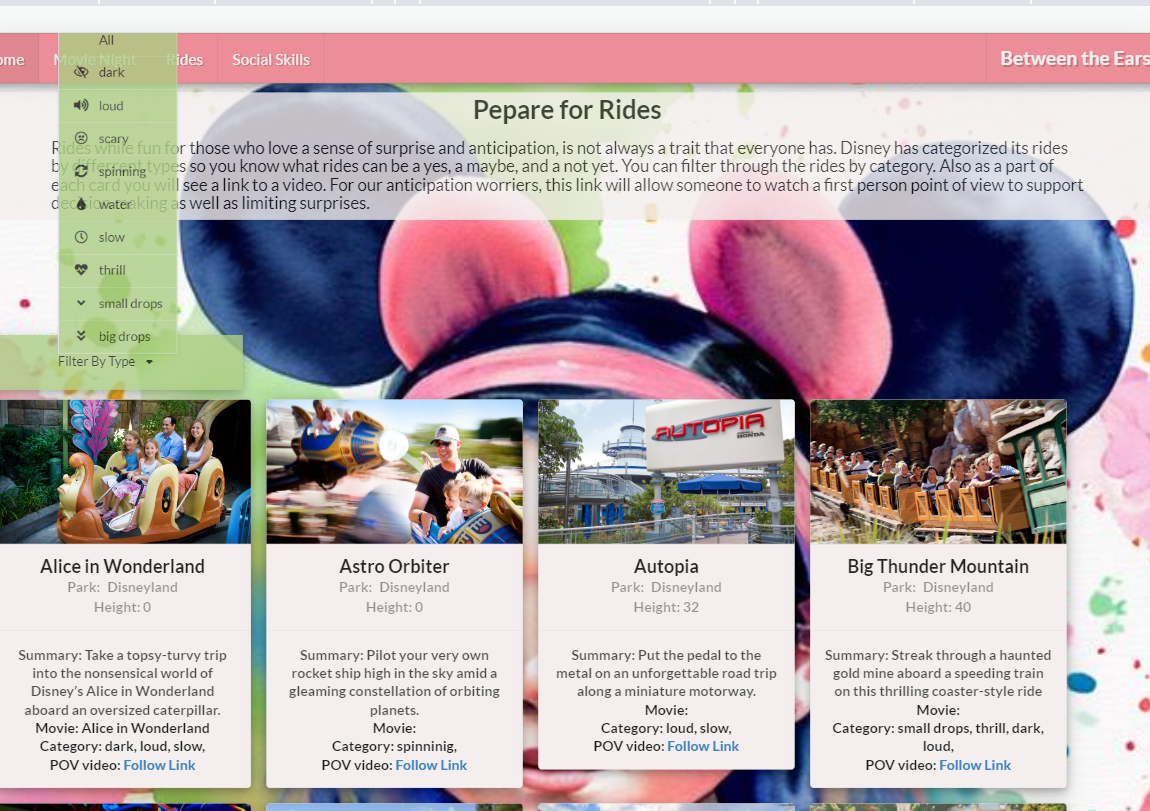 ome Movie Night Rides Social Skills Between the Ears
All
dark
loud
scary
spinning
water
slow
thrill
small drops
big drops
Filter By Type
Pepare for Rides
Rides while fun for those who love a sense of surprise and anticipation, is not always a trait that everyone has. Disney has categorized its rides
by different types so you know what rides can be a yes, a maybe, and a not yet. You can filter through the rides by category. Also as a part of
each card you will see a link to a video. For our anticipation worriers, this link will allow someone to watch a first person point of view to support
decision making as well as limiting surprises.
AUTOPIA
HONDA
Alice in Wonderland
Park: Disneyland
Height: 0
Summary: Take a topsy-turvy trip
into the nonsensical world of
Disney's Alice in Wonderland
aboard an oversized caterpillar.
Movie: Alice in Wonderland
Category: dark, loud, slow,
POV video: Follow Link
Astro Orbiter
Park: Disneyland
Height: 0
Summary: Pilot your very own
rocket ship high in the sky amid a
gleaming constellation of orbiting
planets.
Movie:
Category: spinninig,
POV video: Follow Link
Autopia
Park: Disneyland
Height: 32
Summary: Put the pedal to the
metal on an unforgettable road trip
along a miniature motorway.
Movie:
Category: loud, slow,
POV video: Follow Link
Big Thunder Mountain
Park: Disneyland
Height: 40
Summary: Streak through a haunted
gold mine aboard a speeding train
on this thrilling coaster-style ride
Movie:
Category: small drops, thrill, dark,
loud,
POV video: Follow Link